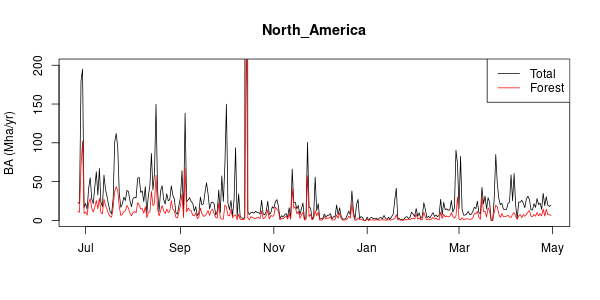 North_America
BA (Mha/yr)
200
150
100
50
0
Total
Forest
Jul
Sep
Nov
Jan
Mar
May